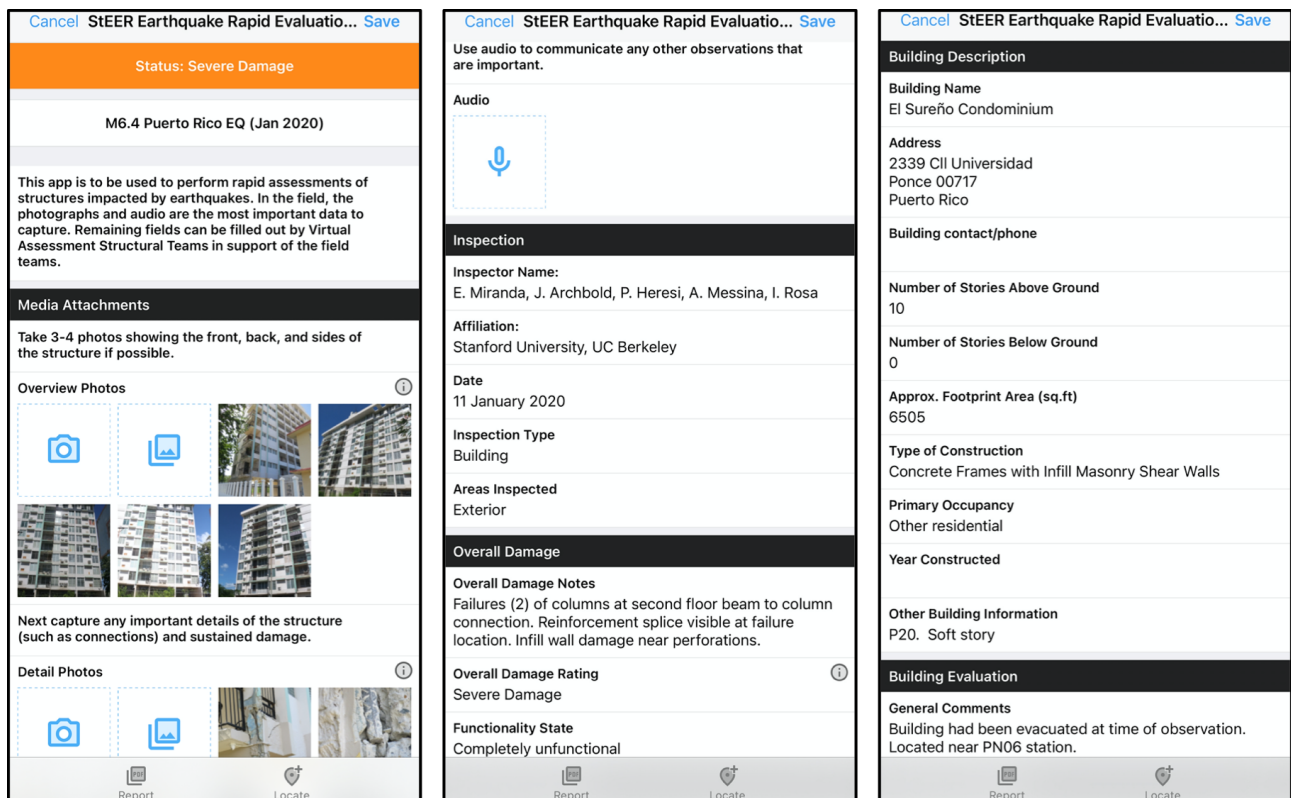 Cancel StEER Earthquake Rapid Evaluatio... Save
Status: Severe Damage
M6.4 Puerto Rico EQ (Jan 2020)
This app is to be used to perform rapid assessments of
structures impacted by earthquakes. In the field, the
photographs and audio are the most important data to
capture. Remaining fields can be filled out by Virtual
Assessment Structural Teams in support of the field
teams.
Media Attachments
Take 3-4 photos showing the front, back, and sides of
the structure if possible.
Overview Photos
Next capture any important details of the structure
(such as connections) and sustained damage.
Detail Photos
PDF
Report
Locate
Cancel StEER Earthquake Rapid Evaluatio... Save
Use audio to communicate any other observations that
are important.
Audio
Inspection
Inspector Name:
E. Miranda, J. Archbold, P. Heresi, A. Messina, I. Rosa
Affiliation:
Stanford University, UC Berkeley
Date
11 January 2020
Inspection Type
Building
Areas Inspected
Exterior
Overall Damage
Overall Damage Notes
Failures (2) of columns at second floor beam to column
connection. Reinforcement splice visible at failure
location. Infill wall damage near perforations.
Overall Damage Rating
Severe Damage
Functionality State
Completely unfunctional
PDF
Report
Locate
Cancel StEER Earthquake Rapid Evaluatio... Save
Building Description
Building Name
El Sureño Condominium
Address
2339 Cll Universidad
Ponce 00717
Puerto Rico
Building contact/phone
Number of Stories Above Ground
10
Number of Stories Below Ground
0
Approx. Footprint Area (sq.ft)
6505
Type of Construction
Concrete Frames with Infill Masonry Shear Walls
Primary Occupancy
Other residential
Year Constructed
Other Building Information
P20. Soft story
Building Evaluation
General Comments
Building had been evacuated at time of observation.
Located near PN06 station.
PDF
Report
Locate